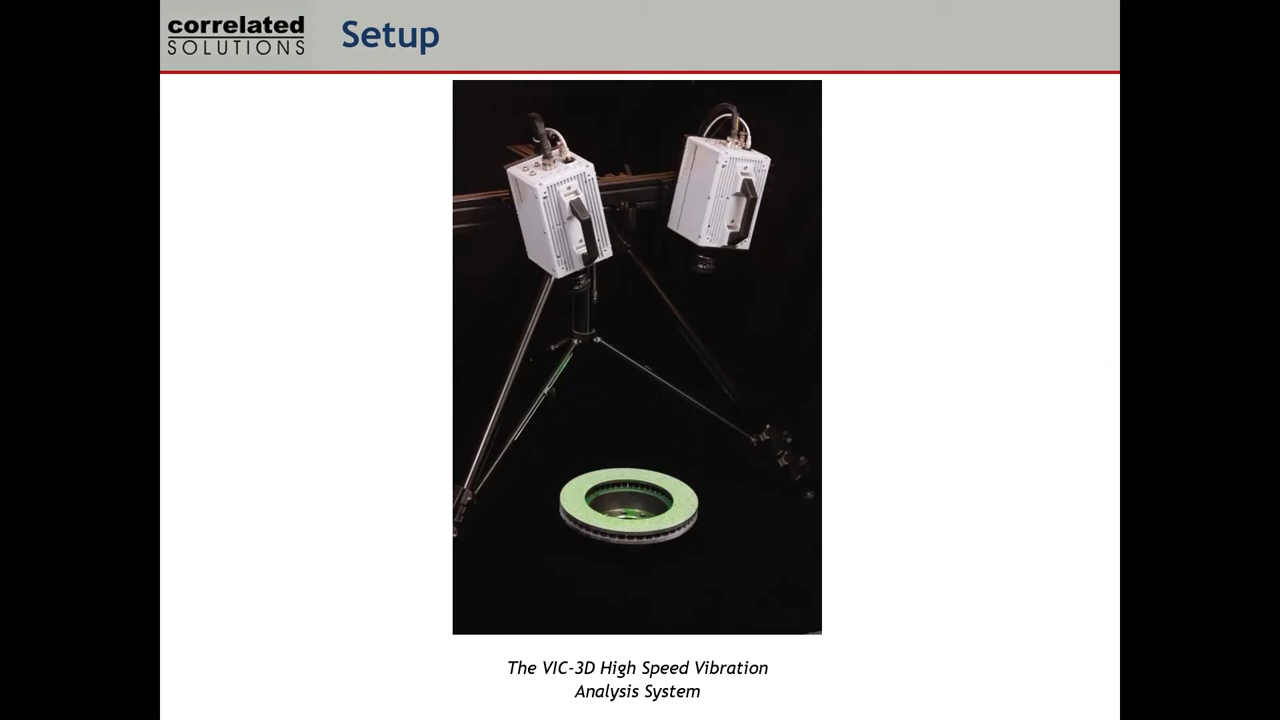 correlated
SOLUTIONS
Setup
The VIC-3D High Speed Vibration
Analysis System